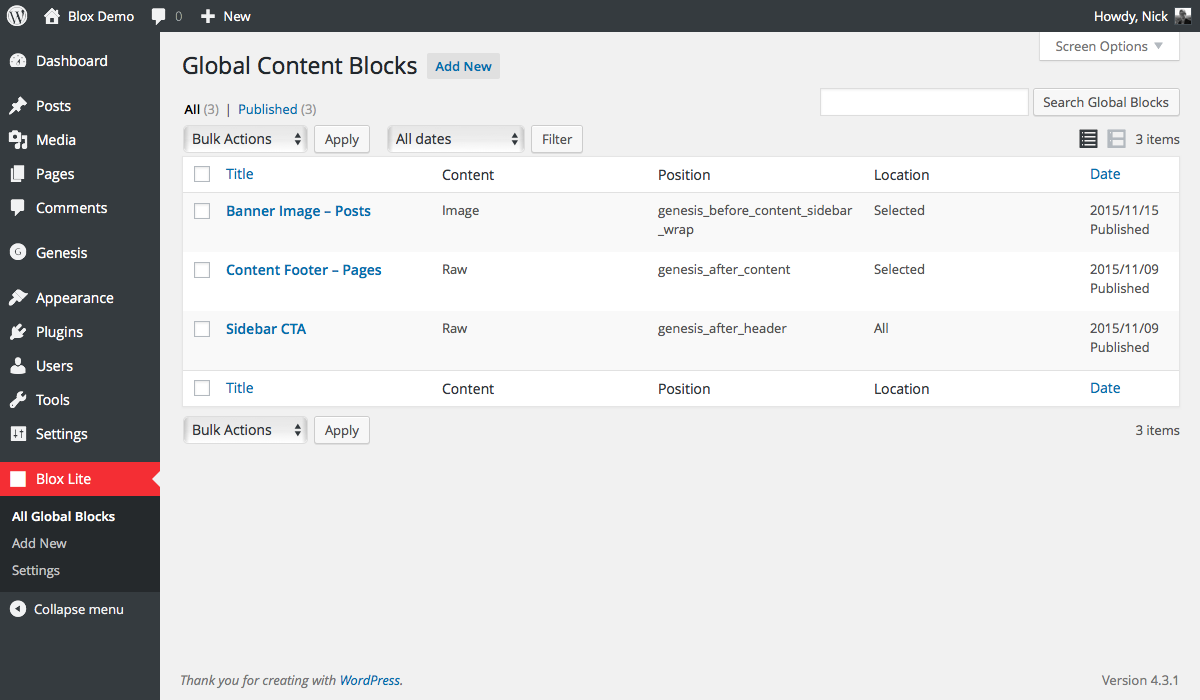 Blox Demo 0 New Howdy, Nick
Dashboard
Posts
Media
Pages
Comments
G Genesis
Appearance
Plugins
Users
Tools
Settings
Blox Lite
All Global Blocks
Add New
Settings
Collapse menu
Screen Options
Global Content Blocks Add New
All (3) | Published (3)
Search Global Blocks
Bulk Actions Apply All dates Filter 3 items
Title Content Position Location Date
Banner Image – Posts Image genesis_before_content_sidebar Selected 2015/11/15
_wrap Published
Content Footer – Pages Raw genesis_after_content Selected 2015/11/09
Published
Sidebar CTA Raw genesis_after_header All 2015/11/09
Published
Title Content Position Location Date
Bulk Actions Apply 3 items
Thank you for creating with WordPress. Version 4.3.1